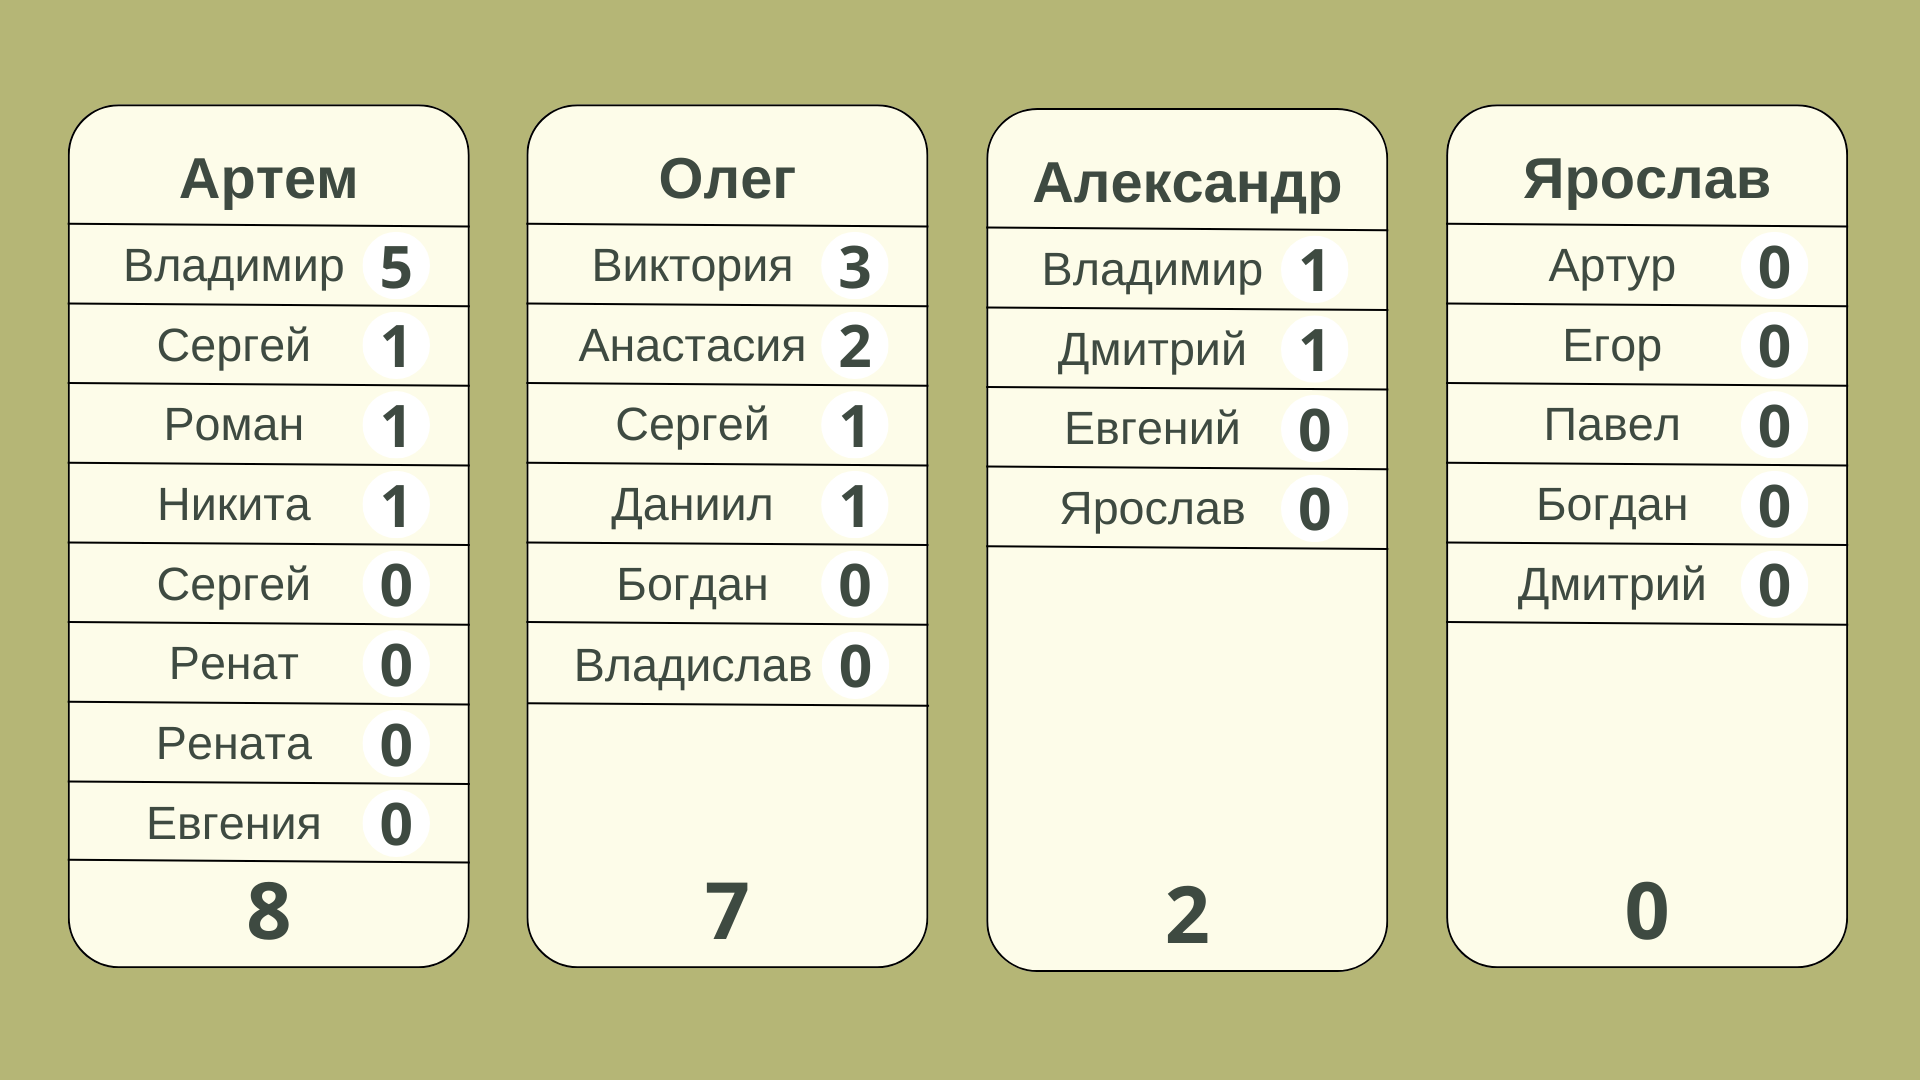 Артем
Владимир 5
Сергей 1
Роман 1
Никита 1
Сергей 0
Ренат 0
Рената 0
Евгения 0
8
Олег
Виктория 3
Анастасия 2
Сергей 1
Даниил 1
Богдан 0
Владислав 0
7
Александр
Владимир 1
Дмитрий 1
Евгений 0
Ярослав 0
2
Ярослав
Артур 0
Егор 0
Павел 0
Богдан 0
Дмитрий 0
0